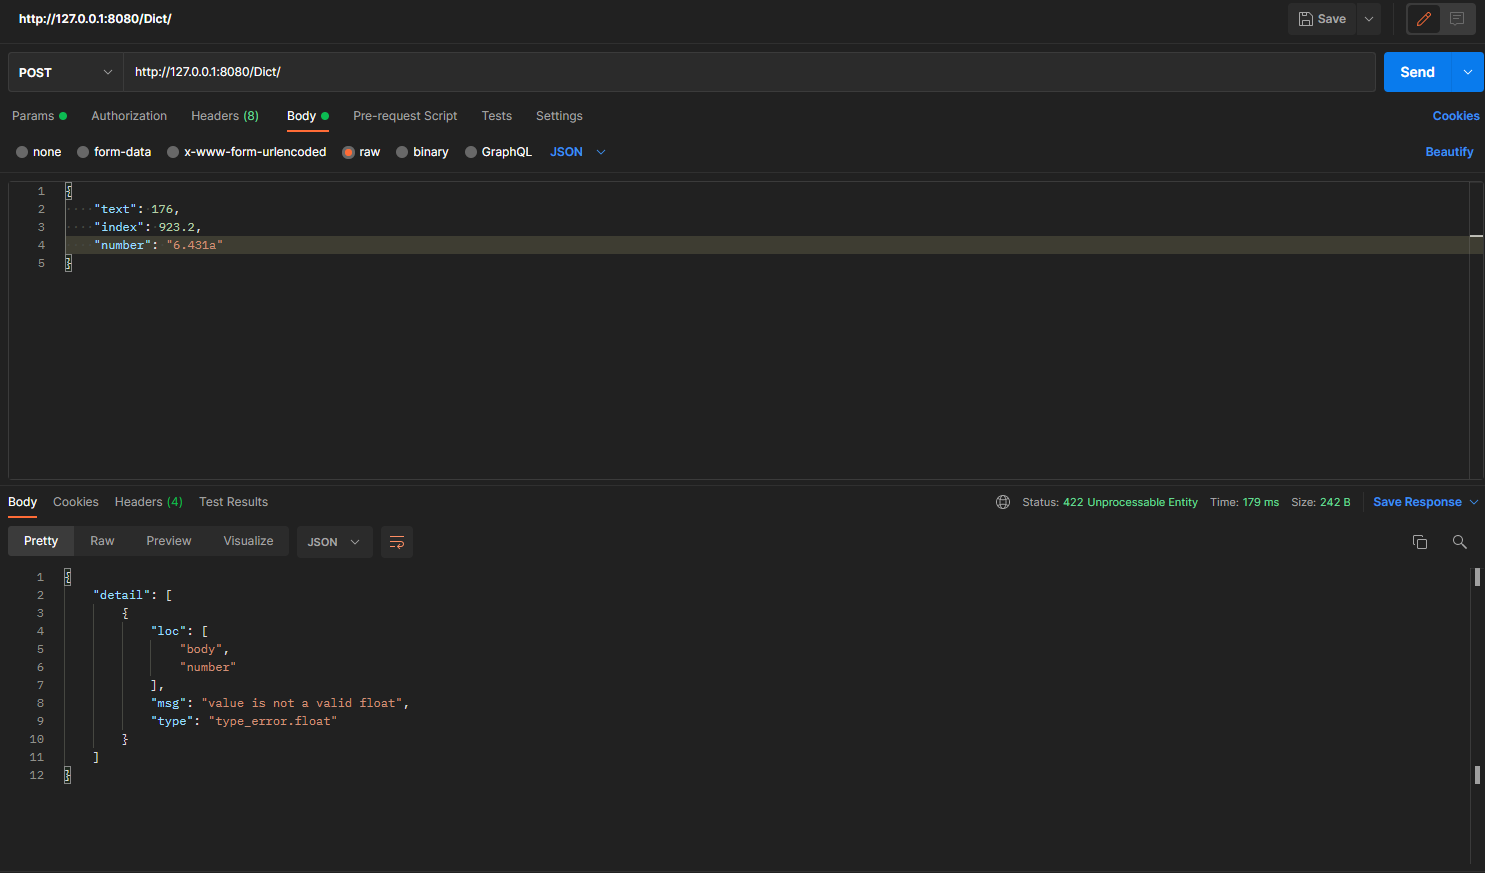 http://127.0.0.1:8080/Dict/
Save
POST
http://127.0.0.1:8080/Dict/
Send
Params
Authorization
Headers (8)
Body
Pre-request Script
Tests
Settings
Cookies
none
form-data
x-www-form-urlencoded
raw
binary
GraphQL
JSON
Beautify
1 {
2 "text": 176,
3 "index": 923.2,
4 "number": "6.431a"
5 }
Body
Cookies
Headers (4)
Test Results
Status: 422 Unprocessable Entity
Time: 179 ms
Size: 242 B
Save Response
Pretty
Raw
Preview
Visualize
JSON
1 {
2 "detail": [
3 {
4 "loc": [
5 "body",
6 "number"
7 ],
8 "msg": "value is not a valid float",
9 "type": "type_error.float"
10 }
11 ]
12 }